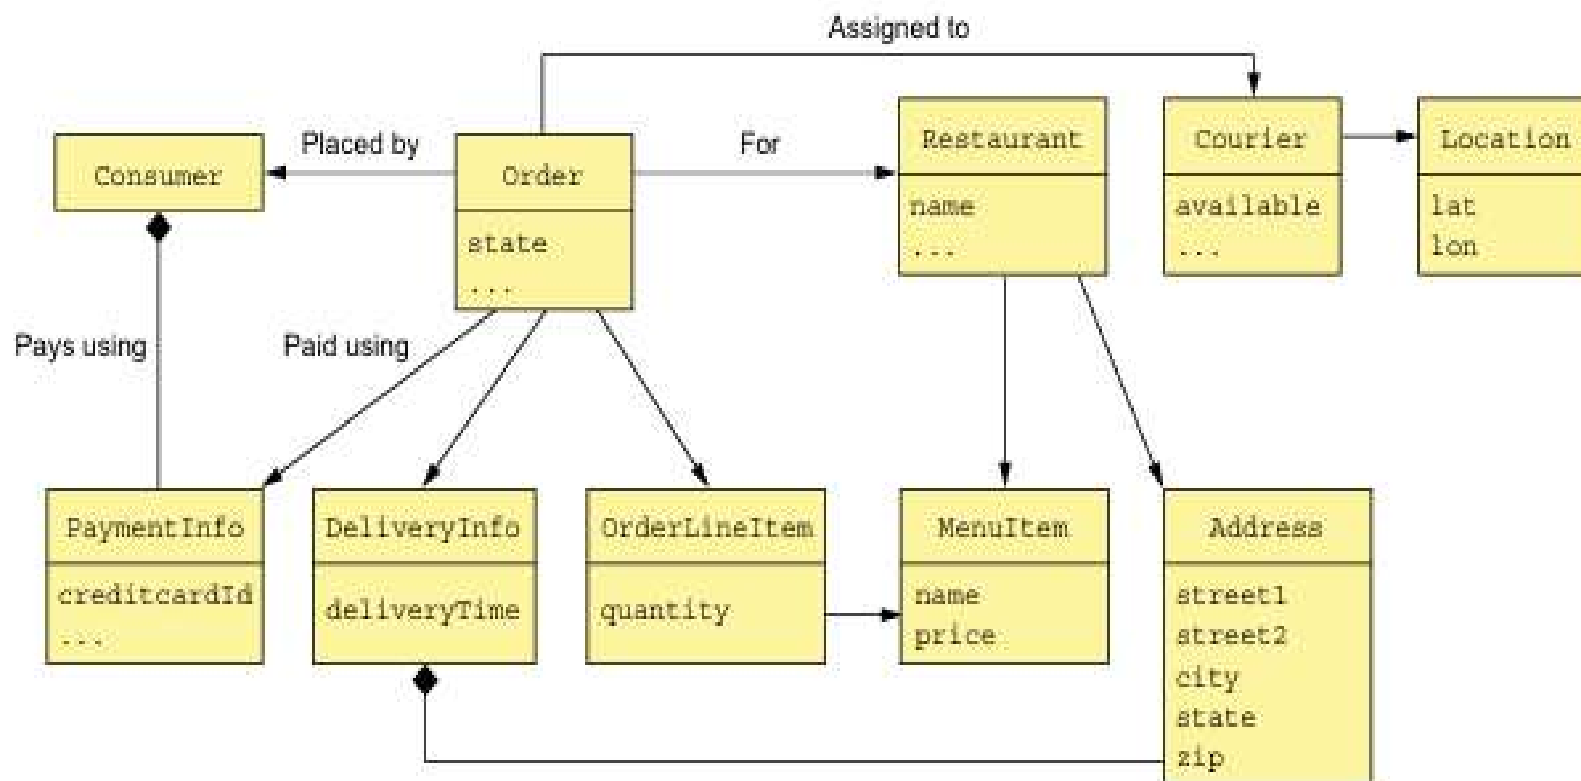 Assigned to
Consumer
Placed by
Order
state
...
For
Restaurant
name
...
Courier
available
...
Location
lat
lon
Pays using
Paid using
PaymentInfo
creditcardId
...
DeliveryInfo
deliveryTime
OrderLineItem
quantity
MenuItem
name
price
Address
street1
street2
city
state
zip